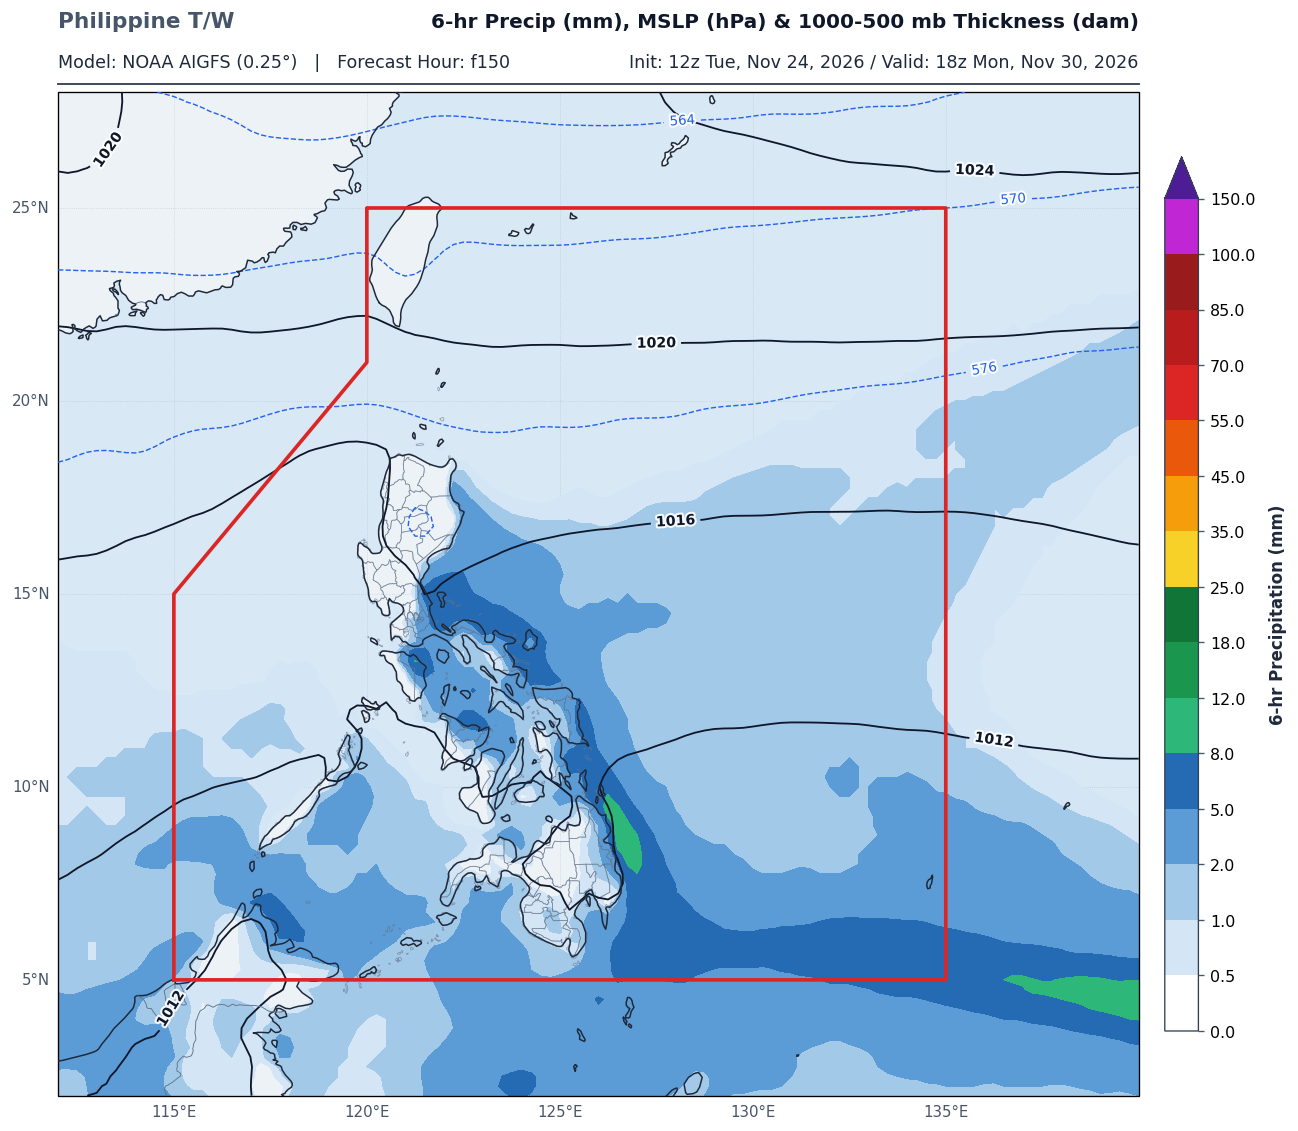 Philippine T/W
6-hr Precip (mm), MSLP (hPa) & 1000-500 mb Thickness (dam)
Model: NOAA AIGFS (0.25°) | Forecast Hour: f150
Init: 12z Tue, Nov 24, 2026 / Valid: 18z Mon, Nov 30, 2026
1020
564
1024
570
1020
576
1016
1012
1012
25°N
20°N
15°N
10°N
5°N
115°E
120°E
125°E
130°E
135°E
150.0
100.0
85.0
70.0
55.0
45.0
35.0
25.0
18.0
12.0
8.0
5.0
2.0
1.0
0.5
0.0
6-hr Precipitation (mm)